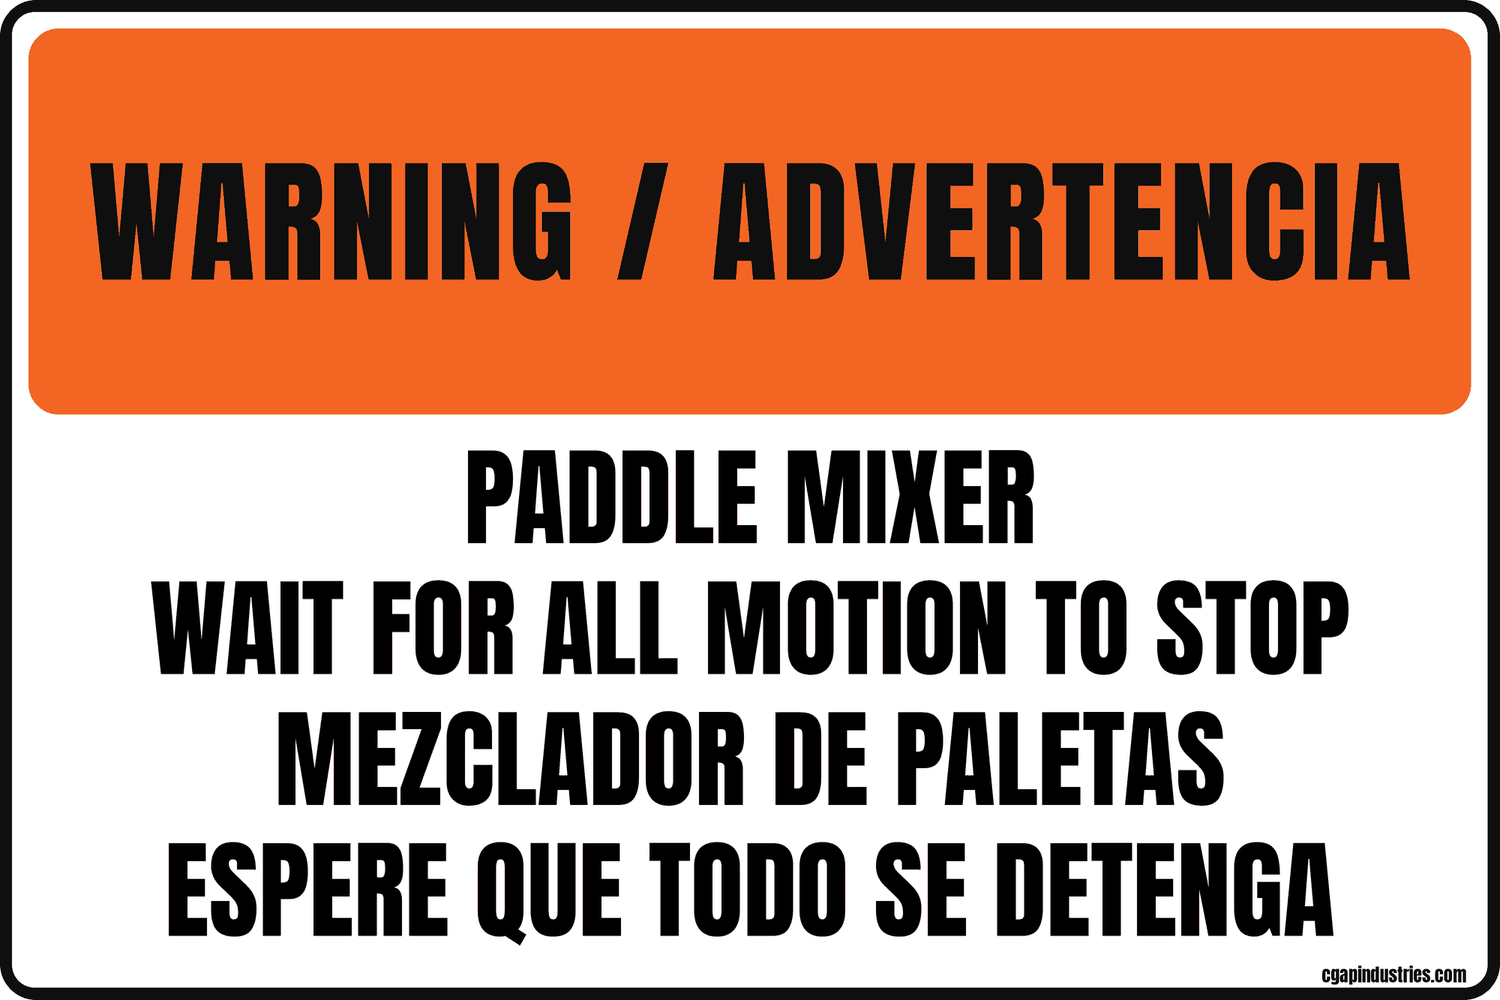 WARNING / ADVERTENCIA
PADDLE MIXER
WAIT FOR ALL MOTION TO STOP
MEZCLADOR DE PALETAS
ESPERE QUE TODO SE DETENGA
cgapindustries.com